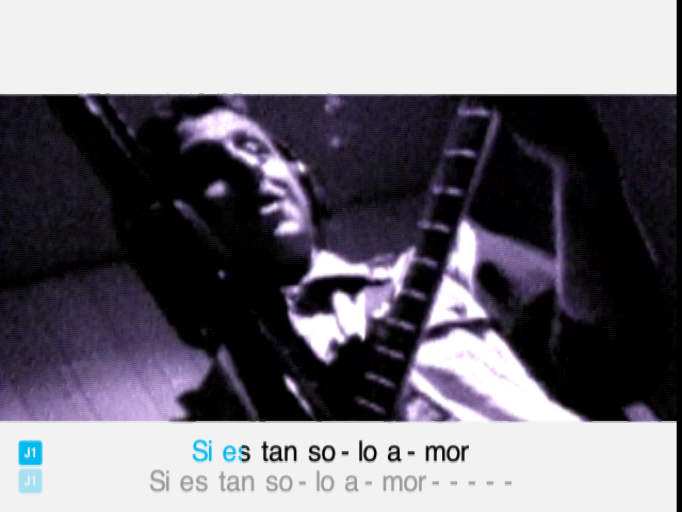 J1 Si es tan so - lo a - mor
J1 Si es tan so - lo a - mor - - - - -